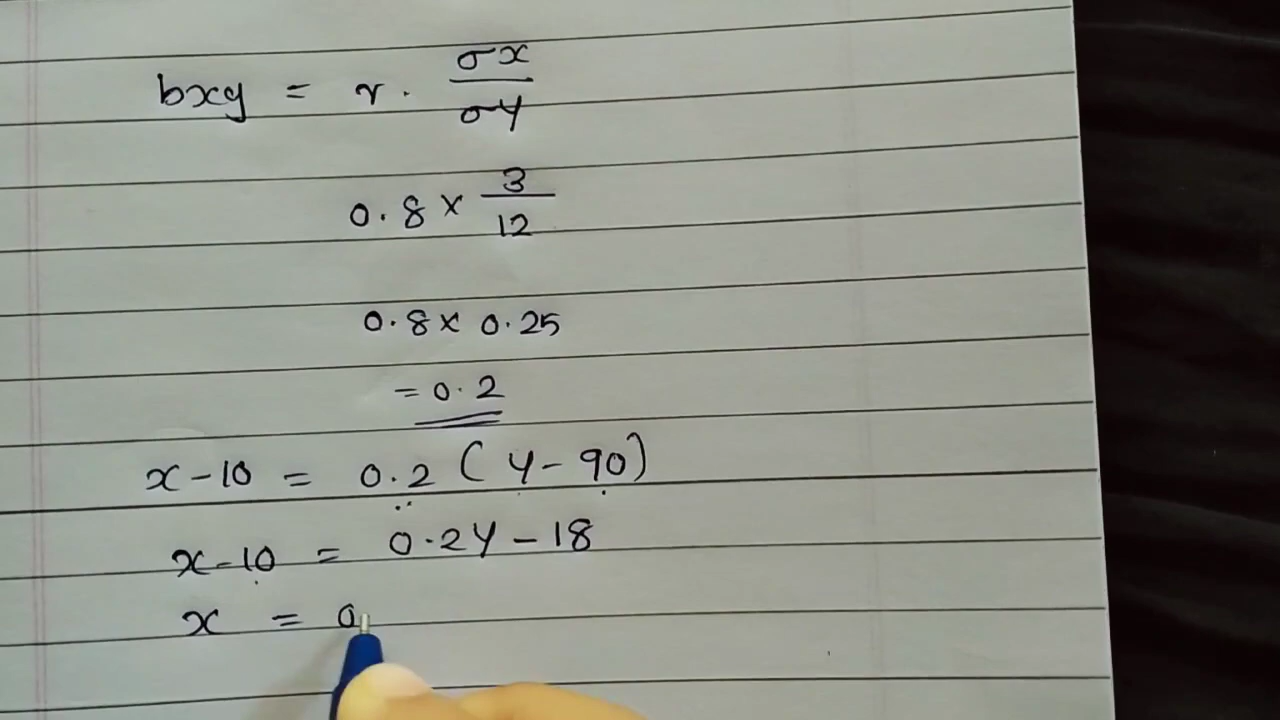 bxy = r. σx/σy
0.8 × 3/12
0.8 × 0.25
= 0.2
x - 10 = 0.2 (y - 90)
x - 10 = 0.2y - 18
x = 0.